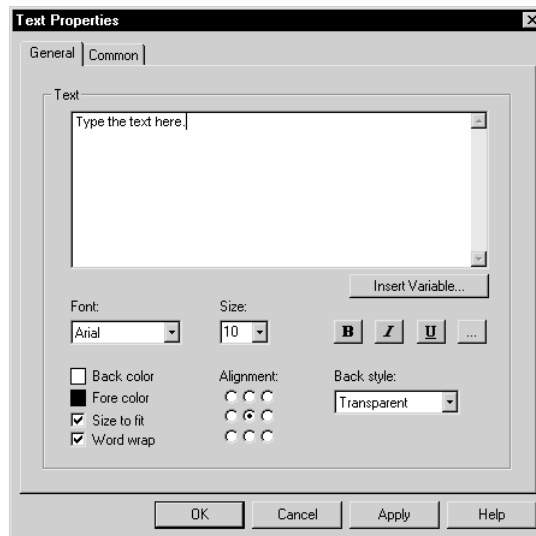 Text Properties
General
Common
Text
Type the text here.
Insert Variable...
Font:
Size:
Arial
10
B
I
U
...
Back color
Alignment:
Back style:
Fore color
Transparent
Size to fit
Word wrap
OK
Cancel
Apply
Help